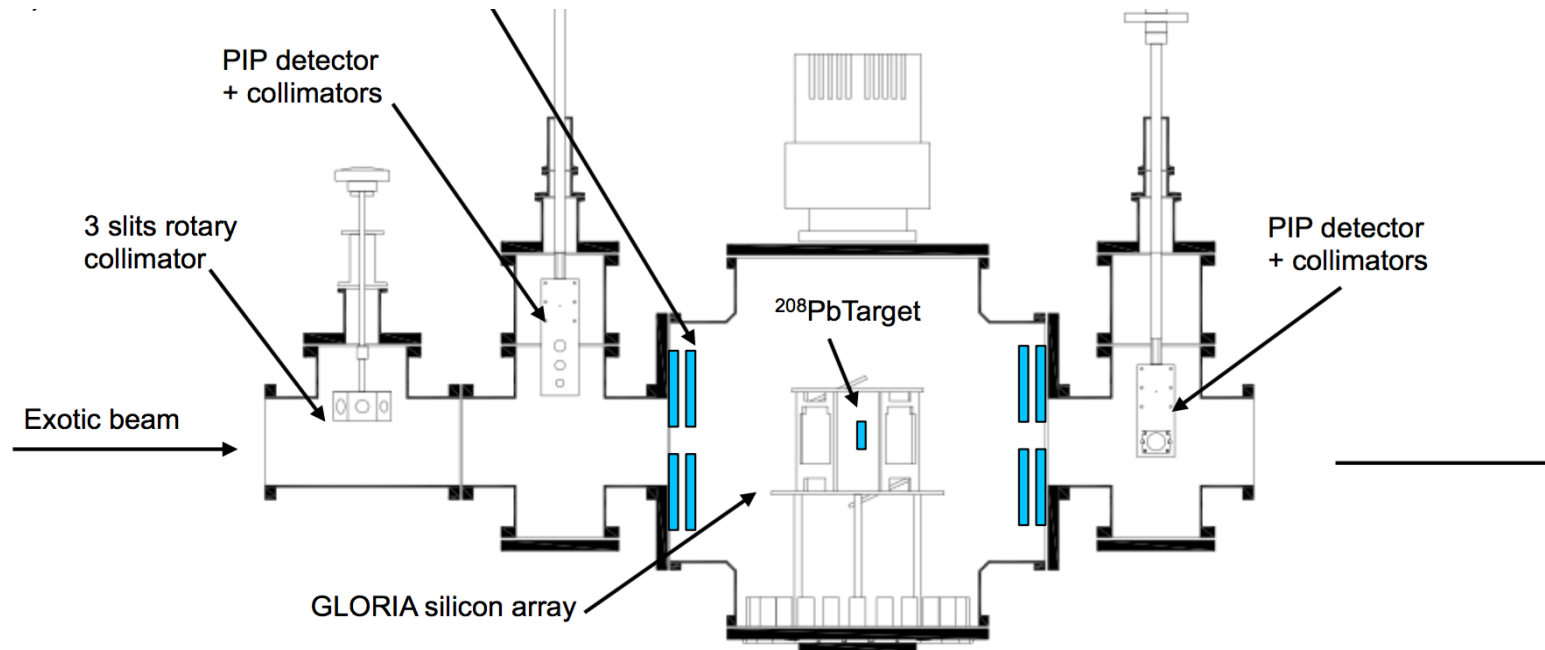 PIP detector
+ collimators
3 slits rotary
collimator
Exotic beam
²⁰⁸PbTarget
PIP detector
+ collimators
GLORIA silicon array